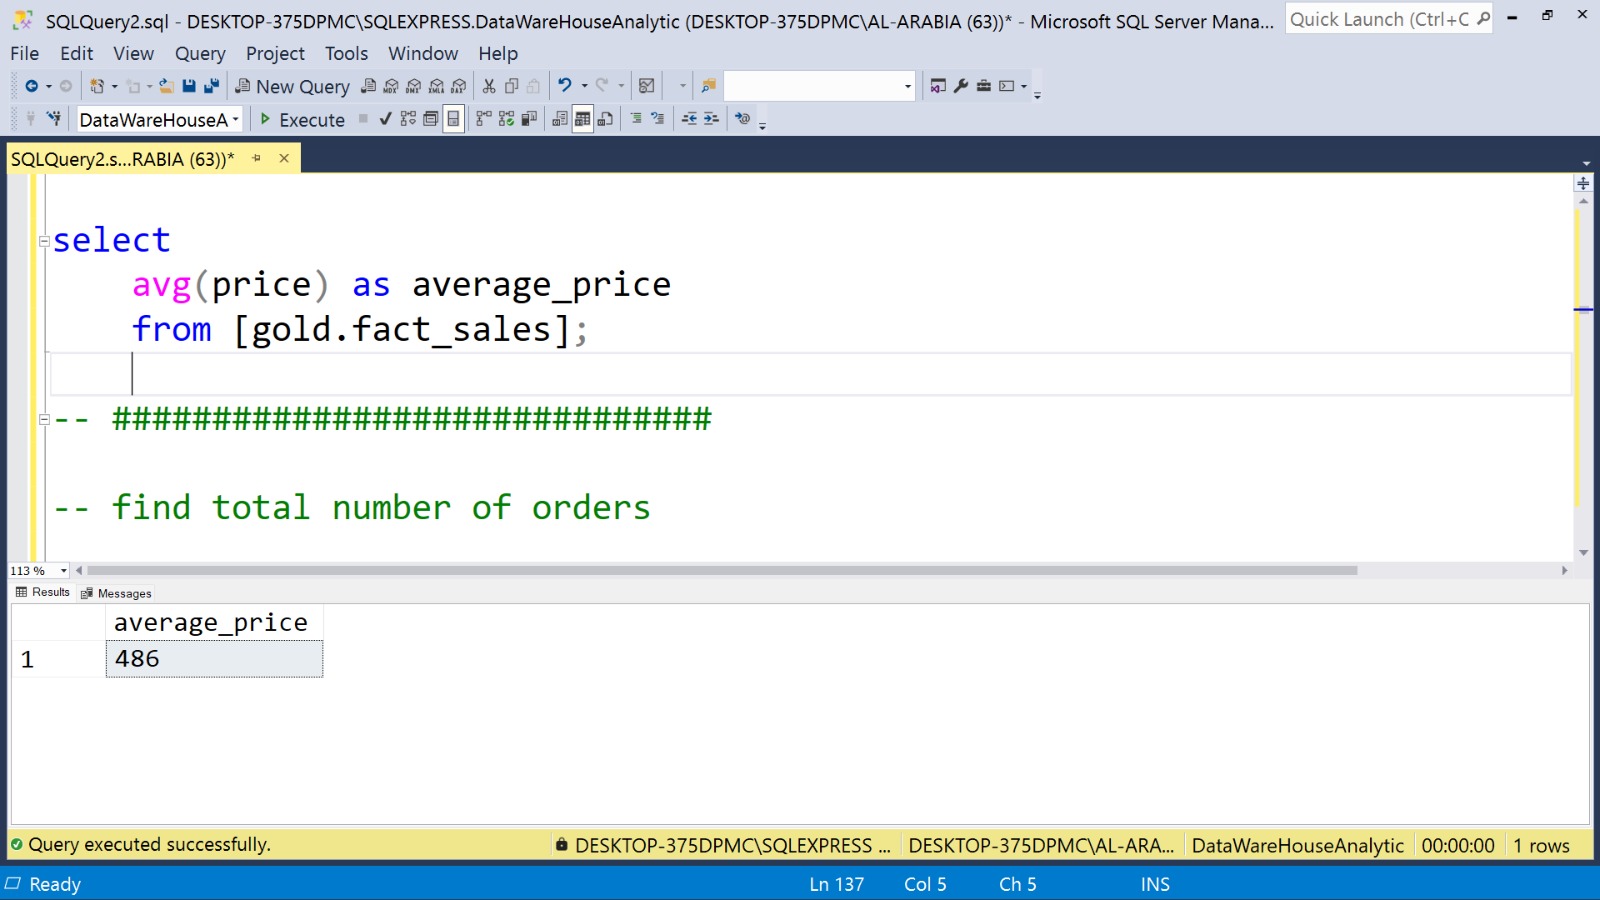 SQLQuery2.sql - DESKTOP-375DPMC\SQLEXPRESS.DataWareHouseAnalytic (DESKTOP-375DPMC\AL-ARABIA (63))* - Microsoft SQL Server Mana...
Quick Launch (Ctrl+C
File Edit View Query Project Tools Window Help
New Query MDX DMX XMLA DAX
DataWareHouseA Execute
SQLQuery2.s...RABIA (63))*
select
avg(price) as average_price
from [gold.fact_sales];
-- ##############################
-- find total number of orders
113 %
Results Messages
average_price
1 486
Query executed successfully. DESKTOP-375DPMC\SQLEXPRESS ... DESKTOP-375DPMC\AL-ARA... DataWareHouseAnalytic 00:00:00 1 rows
Ready Ln 137 Col 5 Ch 5 INS